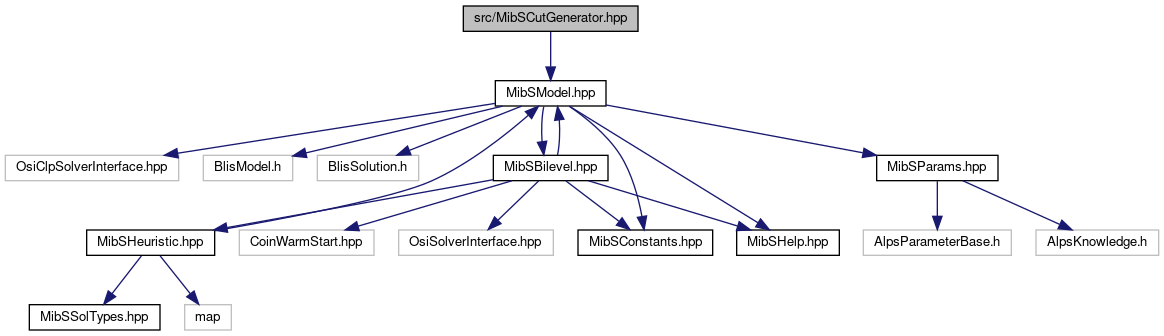 src/MibSCutGenerator.hpp
MibSModel.hpp
OsiClpSolverInterface.hpp
BlisModel.h
BlisSolution.h
MibSBilevel.hpp
MibSParams.hpp
MibSHeuristic.hpp
CoinWarmStart.hpp
OsiSolverInterface.hpp
MibSConstants.hpp
MibSHelp.hpp
AlpsParameterBase.h
AlpsKnowledge.h
MibSSolTypes.hpp
map